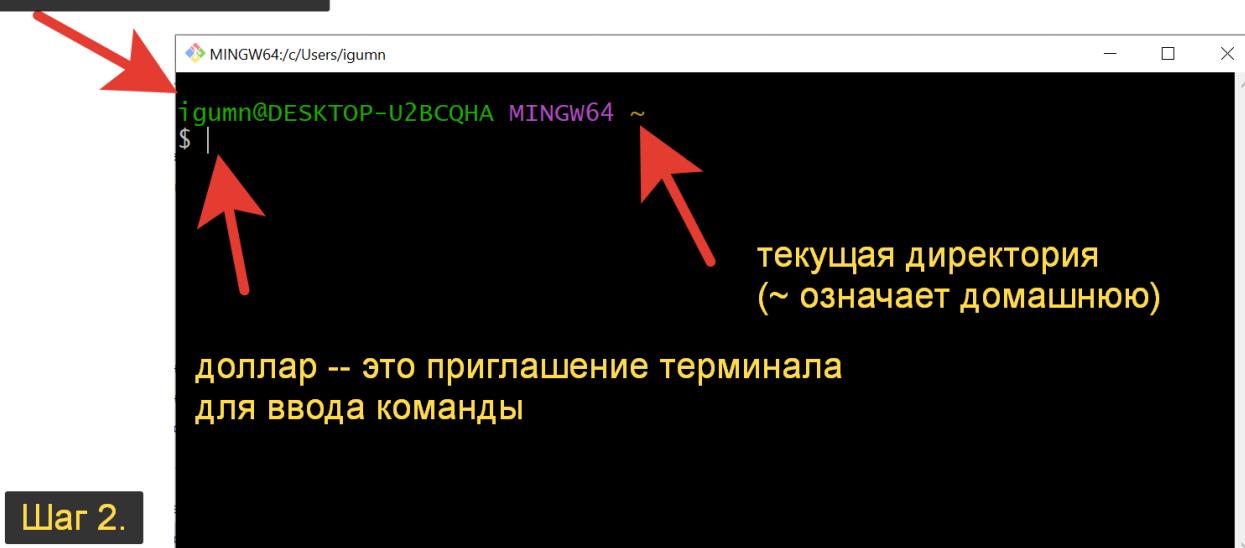 MINGW64:/c/Users/igumn
igumn@DESKTOP-U2BCQHA MINGW64 ~
$
текущая директория
(~ означает домашнюю)
доллар -- это приглашение терминала
для ввода команды
Шаг 2.